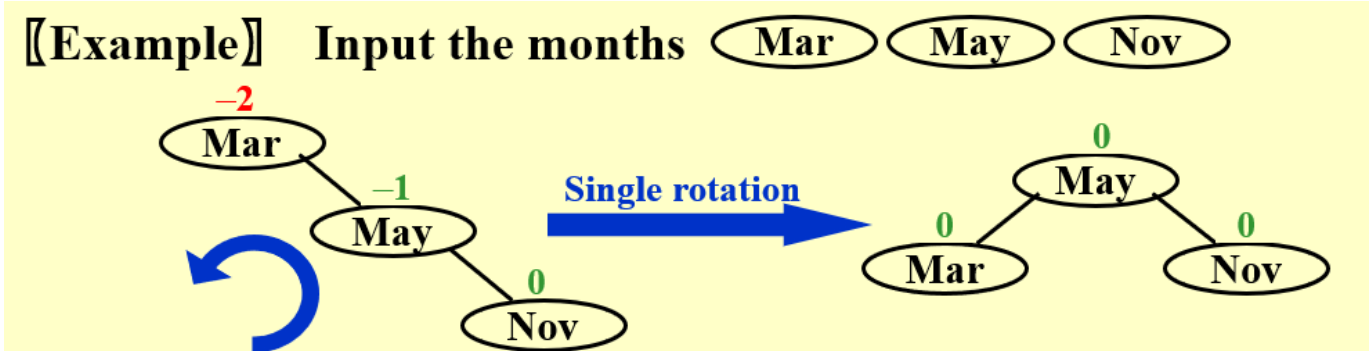 〖Example〗 Input the months Mar May Nov
–2
Mar
–1
May
0
Nov
Single rotation
0
May
0
Mar
0
Nov